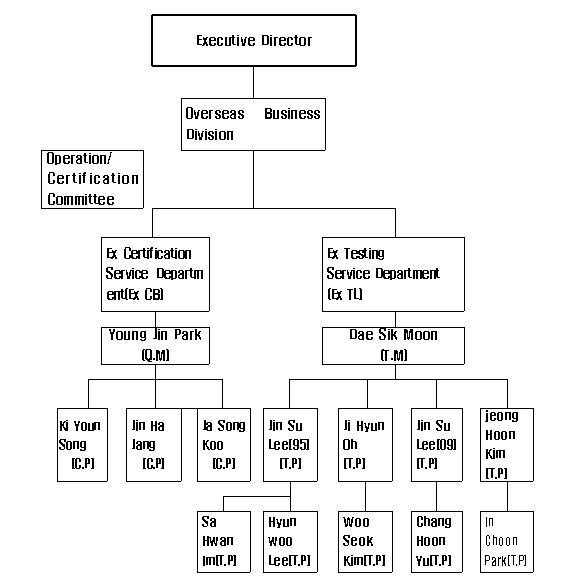 Executive Director
Overseas Business
Division
Operation/
Certification
Committee
Ex Certification
Service Departm
ent(Ex CB)
Ex Testing
Service Department
(Ex TL)
Young Jin Park
(Q.M)
Dae Sik Moon
(T.M)
Ki Youn
Song
[C.P]
Jin Ha
Jang
[C.P]
Ja Song
Koo
[C.P]
Jin Su
Lee[95]
[T.P]
Ji Hyun
Oh
[T.P]
Jin Su
Lee[09]
[T.P]
jeong
Hoon
Kim
[T.P]
Sa
Hwan
Im[T.P]
Hyun
woo
Lee[T.P]
Woo
Seok
Kim[T.P]
Chang
Hoon
Yu[T.P]
In
Choon
Park[T.P]